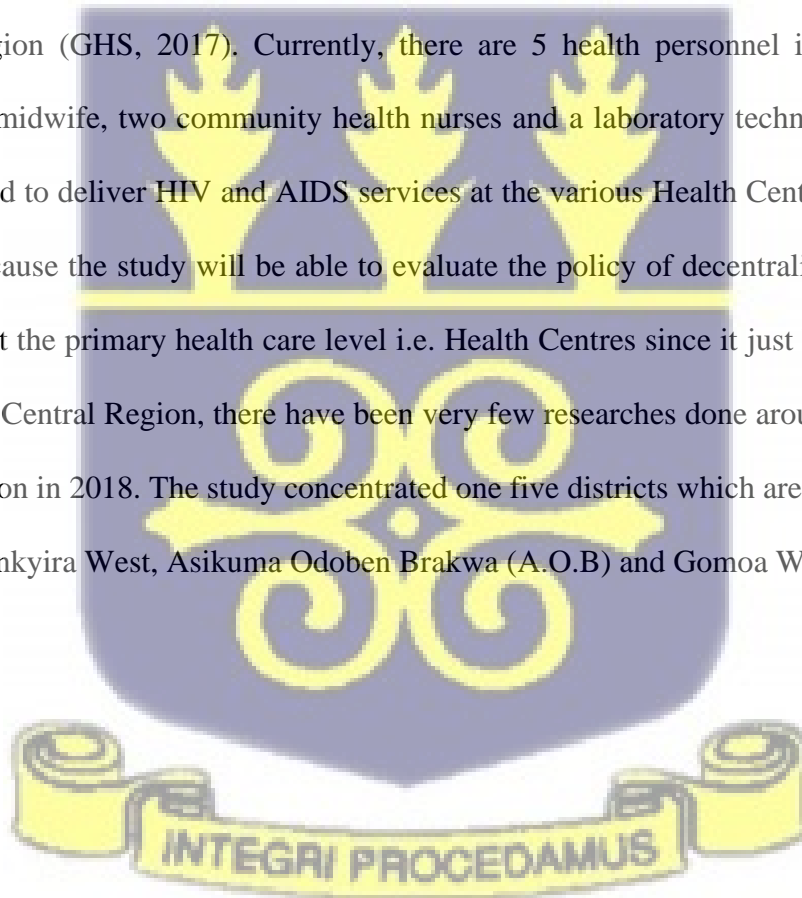 gion (GHS, 2017). Currently, there are 5 health personnel i
midwife, two community health nurses and a laboratory techn
d to deliver HIV and AIDS services at the various Health Cent
cause the study will be able to evaluate the policy of decentrali
t the primary health care level i.e. Health Centres since it just
Central Region, there have been very few researches done arou
on in 2018. The study concentrated one five districts which are
nkyira West, Asikuma Odoben Brakwa (A.O.B) and Gomoa W
INTEGRI PROCEDAMUS